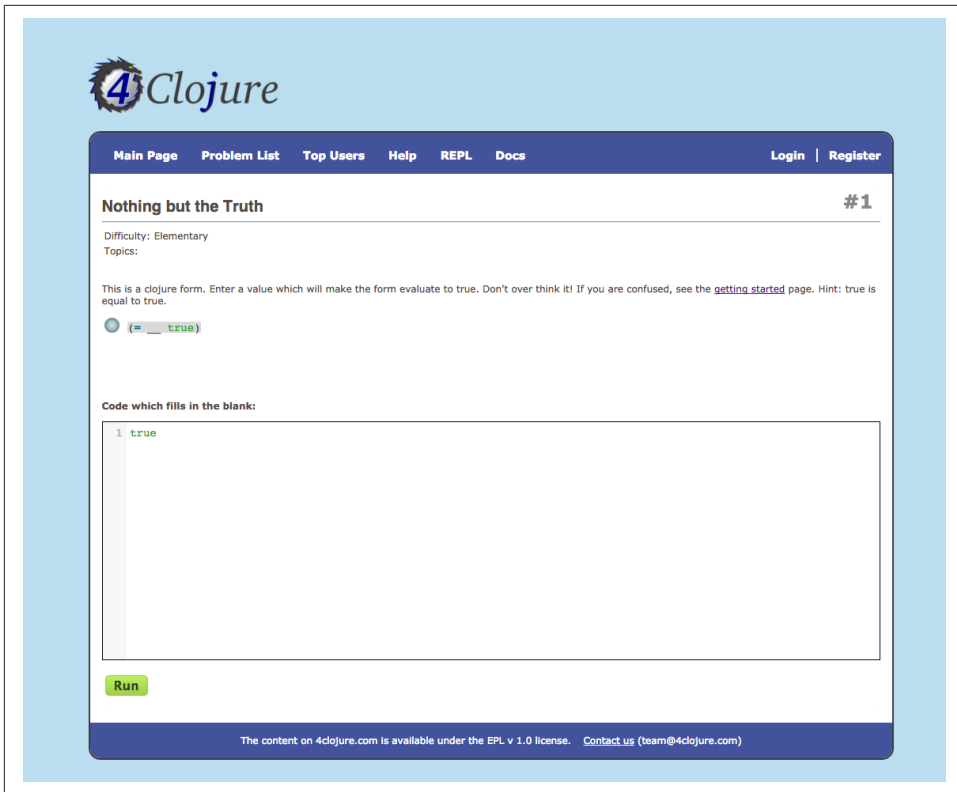 4Clojure
Main Page Problem List Top Users Help REPL Docs Login | Register
Nothing but the Truth #1
Difficulty: Elementary
Topics:
This is a clojure form. Enter a value which will make the form evaluate to true. Don't over think it! If you are confused, see the getting started page. Hint: true is
equal to true.
(= __ true)
Code which fills in the blank:
1 true
Run
The content on 4clojure.com is available under the EPL v 1.0 license. Contact us (team@4clojure.com)